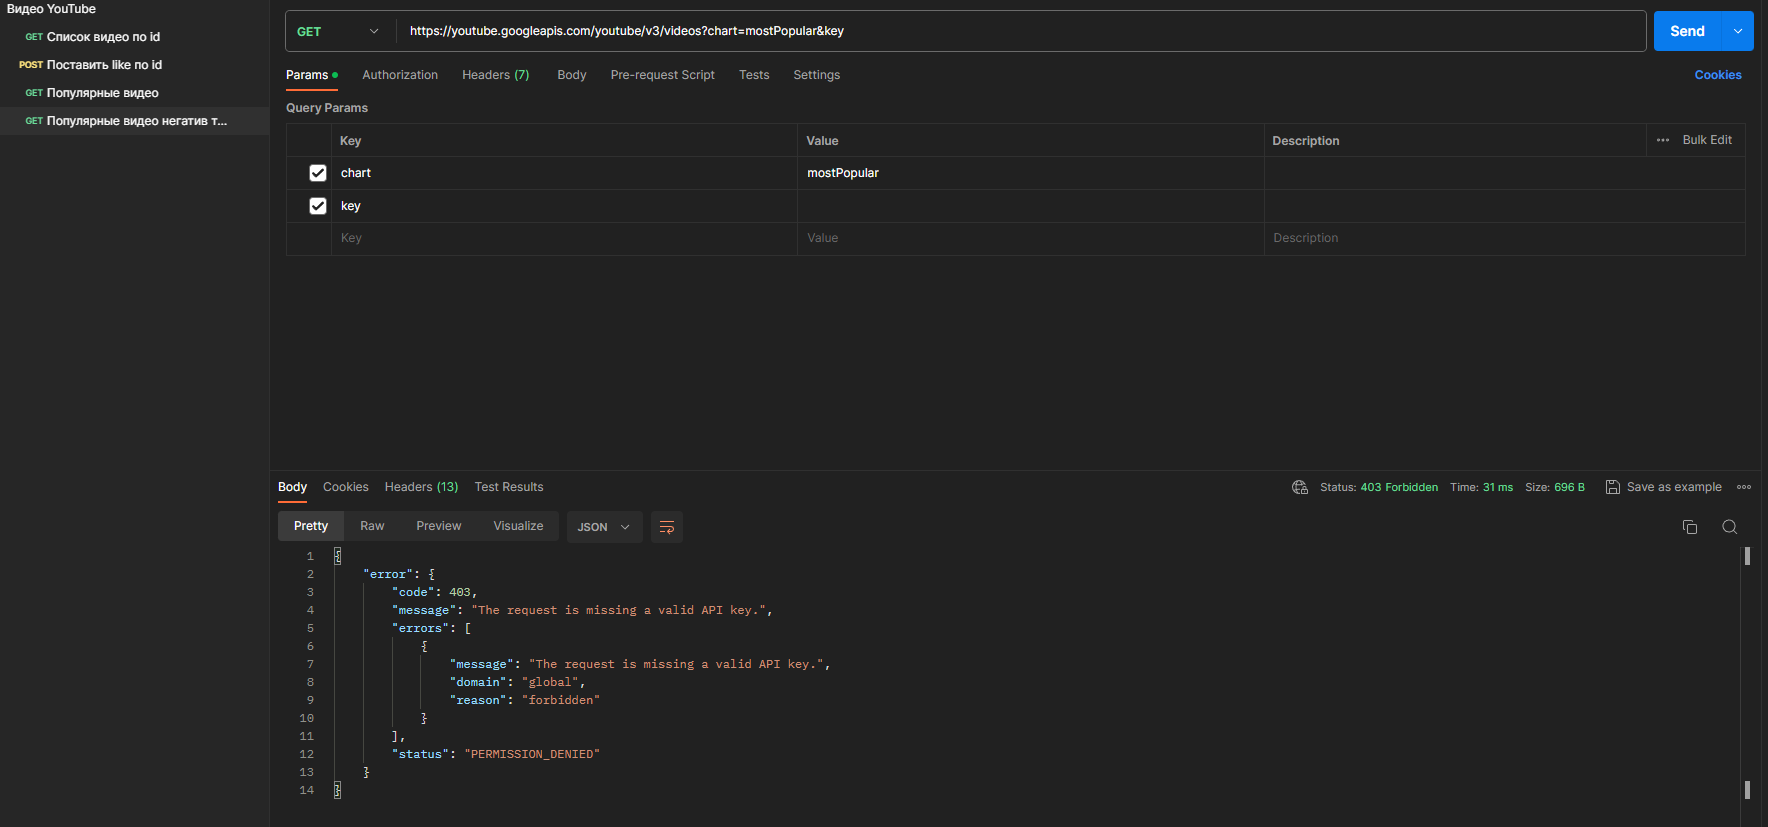 Видео YouTube
GET Список видео по id
POST Поставить like по id
GET Популярные видео
GET Популярные видео негатив т...
GET https://youtube.googleapis.com/youtube/v3/videos?chart=mostPopular&key Send
Params Authorization Headers (7) Body Pre-request Script Tests Settings Cookies
Query Params
Key Value Description ... Bulk Edit
chart mostPopular
key
Key Value Description
Body Cookies Headers (13) Test Results Status: 403 Forbidden Time: 31 ms Size: 696 B Save as example
Pretty Raw Preview Visualize JSON
1 {
2 "error": {
3 "code": 403,
4 "message": "The request is missing a valid API key.",
5 "errors": [
6 {
7 "message": "The request is missing a valid API key.",
8 "domain": "global",
9 "reason": "forbidden"
10 }
11 ],
12 "status": "PERMISSION_DENIED"
13 }
14 }